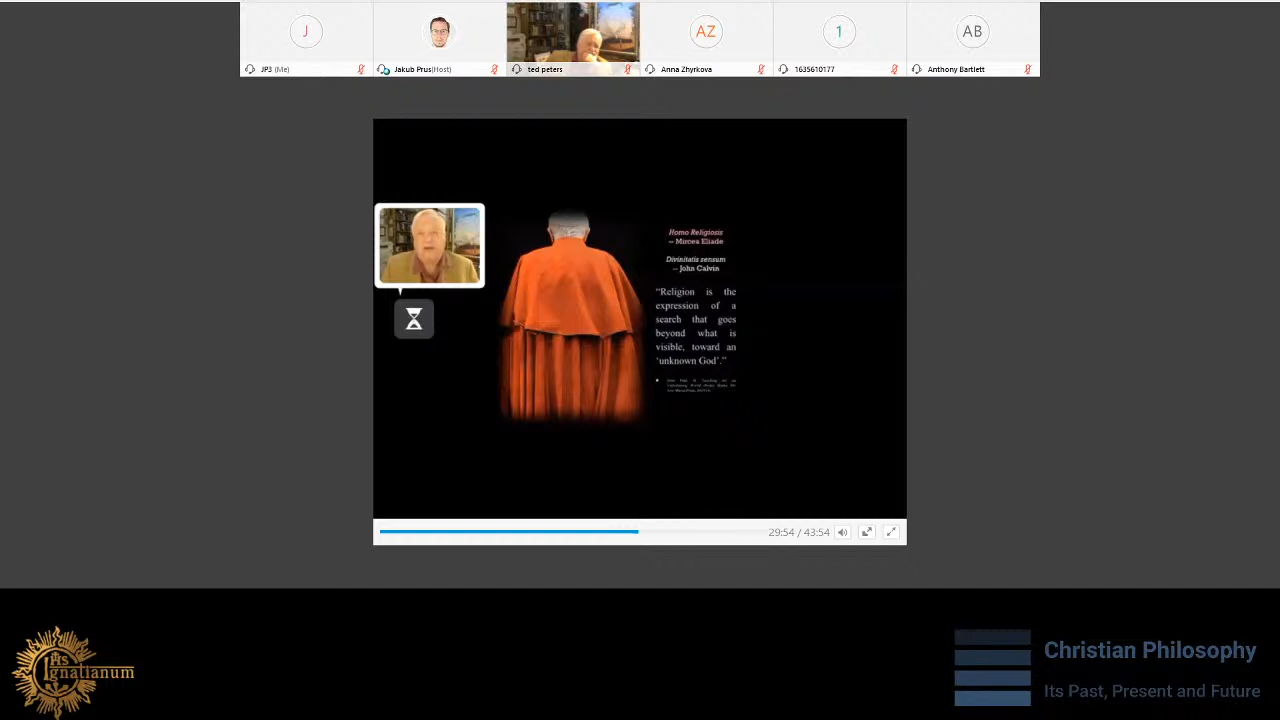 J
AZ
1
AB
JP3 (Me)
Jakub Prus(Host)
ted peters
Anna Zhyrkova
1635610177
Anthony Bartlett
Homo Religiosis
— Mircea Eliade
Divinitatis sensum
— John Calvin
“Religion is the
expression of a
search that goes
beyond what is
visible, toward an
‘unknown God’.”
29:54 / 43:54
IHS
Ignatianum
Christian Philosophy
Its Past, Present and Future